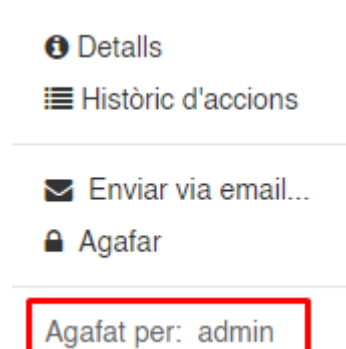 Detalls
Històric d'accions
Enviar via email...
Agafar
Agafat per: admin